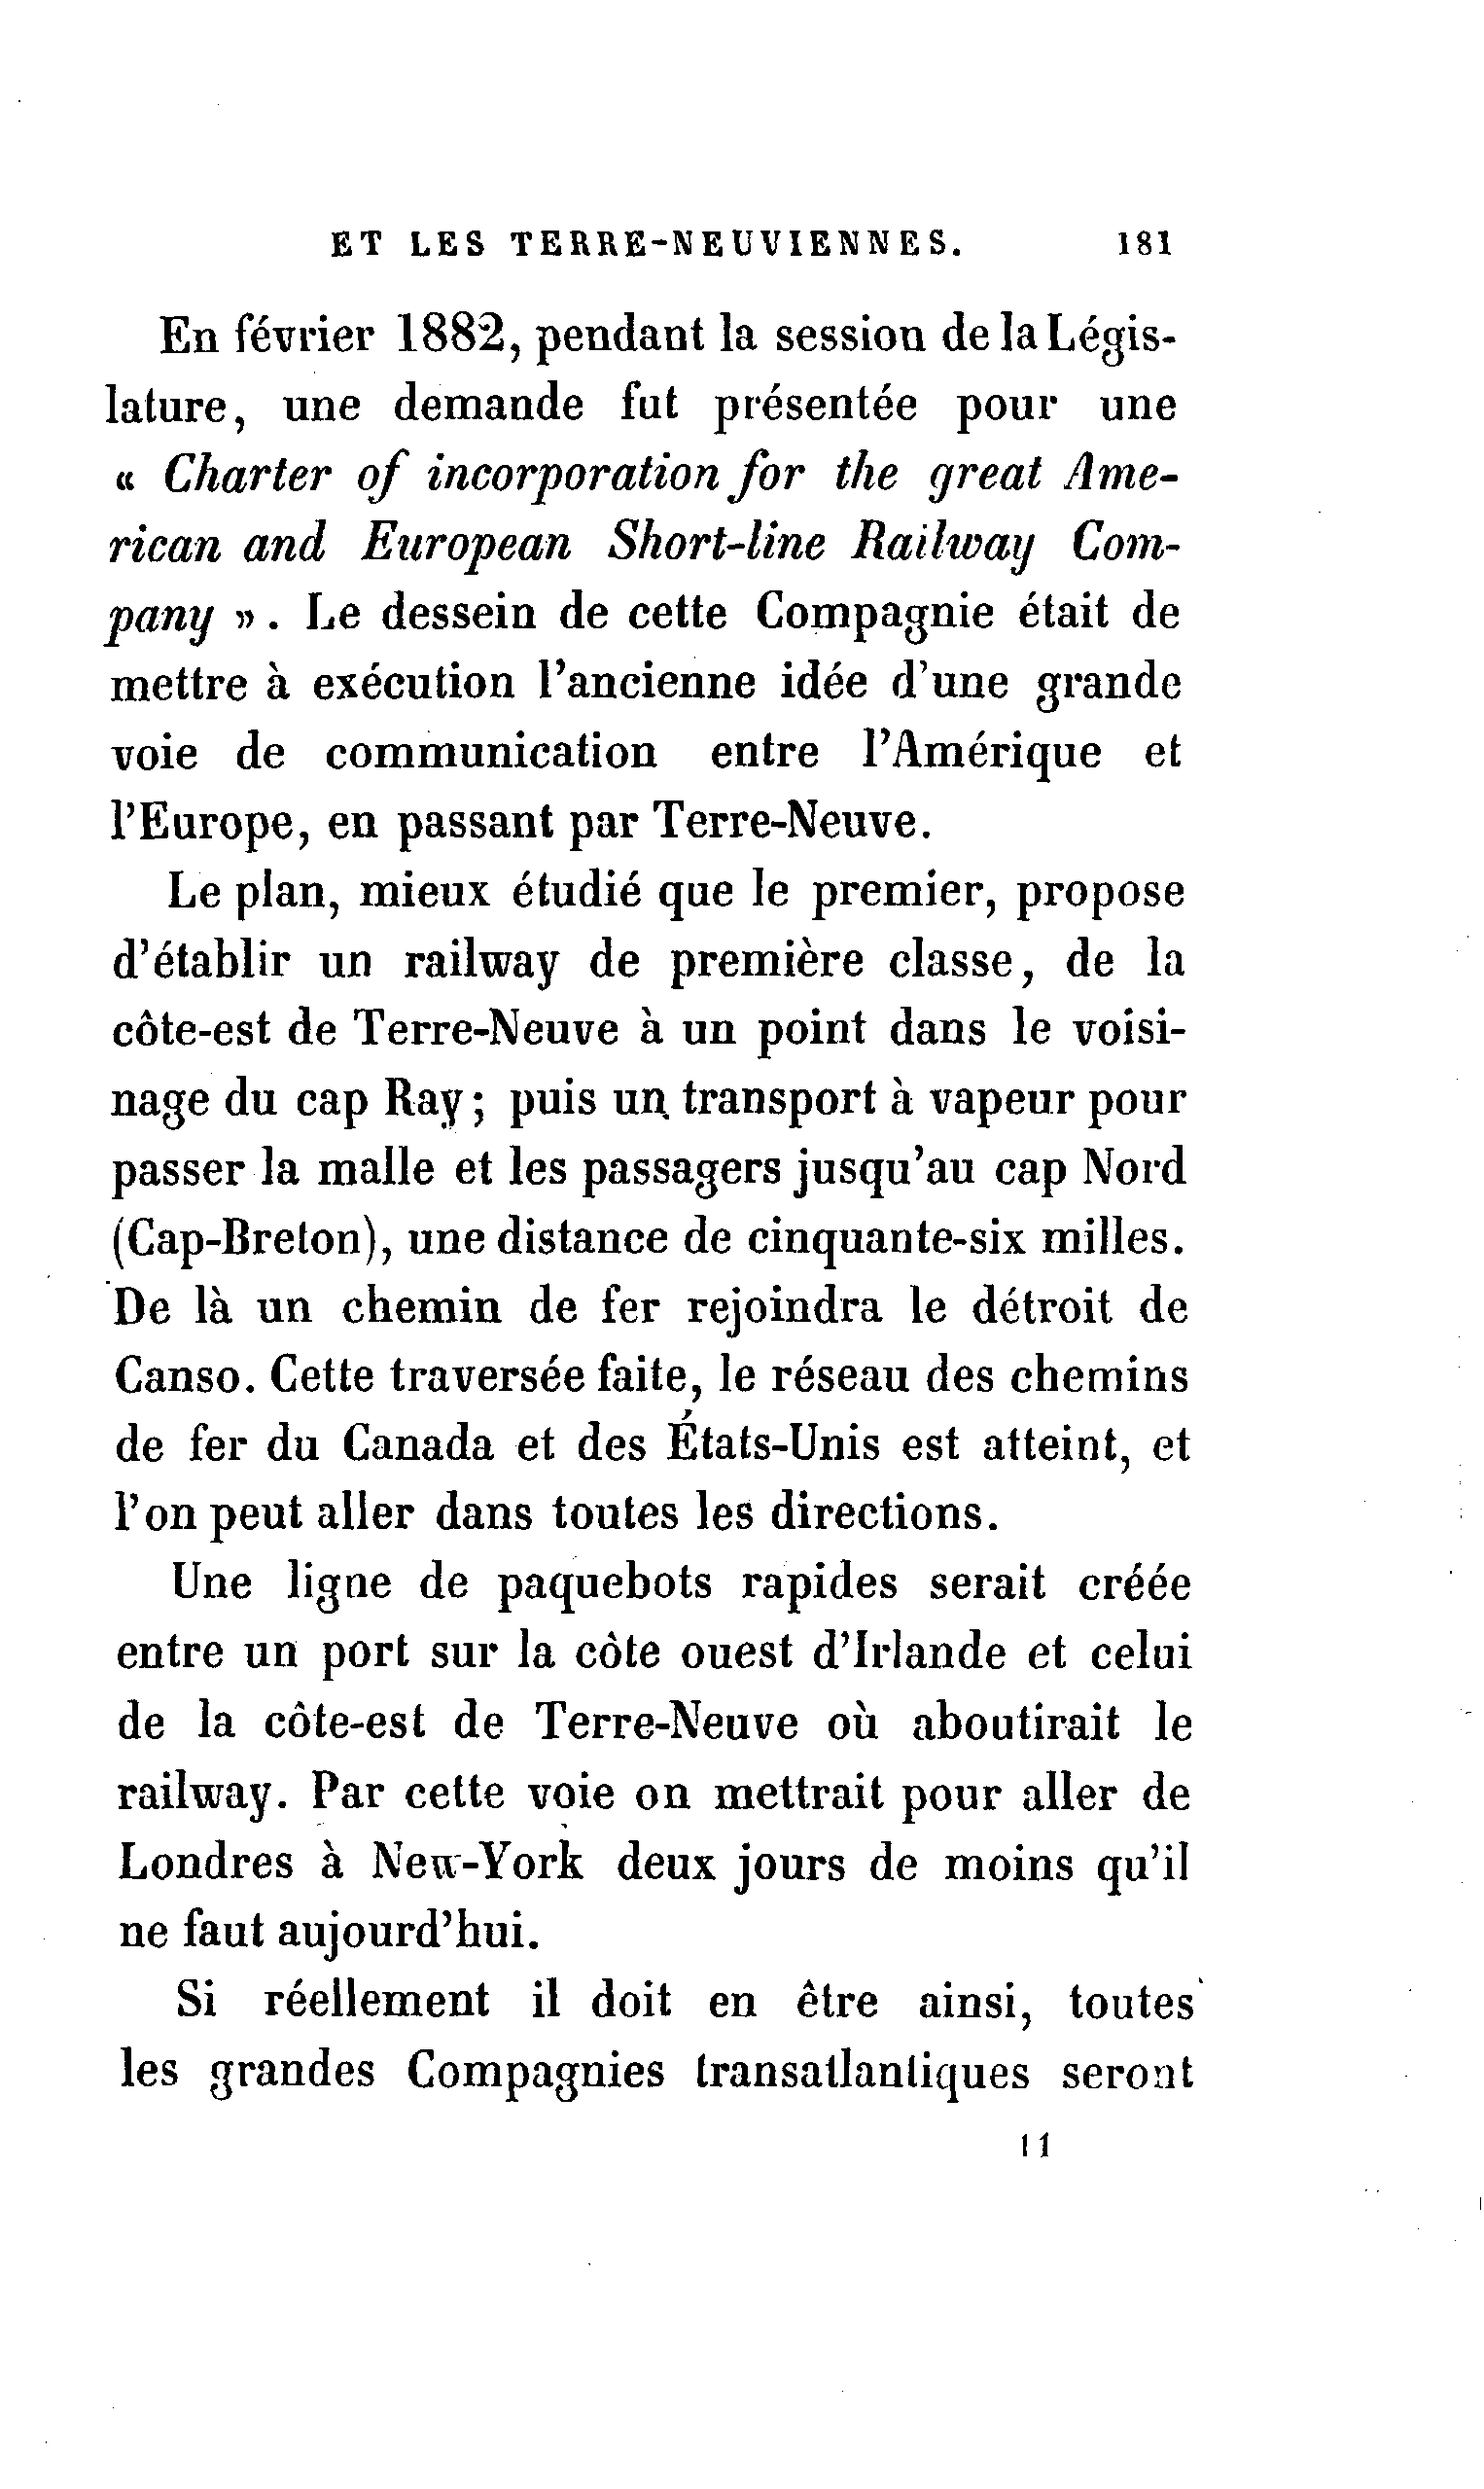 ET LES TERRE-NEUVIENNES. 181
En février 1882, pendant la session de la Légis-
lature, une demande fut présentée pour une
« Charter of incorporation for the great Ame-
rican and European Short-line Railway Com-
pany ». Le dessein de cette Compagnie était de
mettre à exécution l'ancienne idée d'une grande
voie de communication entre l'Amérique et
l'Europe, en passant par Terre-Neuve.
Le plan, mieux étudié que le premier, propose
d'établir un railway de première classe, de la
côte-est de Terre-Neuve à un point dans le voisi-
nage du cap Ray; puis un transport à vapeur pour
passer la malle et les passagers jusqu'au cap Nord
(Cap-Breton), une distance de cinquante-six milles.
De là un chemin de fer rejoindra le détroit de
Canso. Cette traversée faite, le réseau des chemins
de fer du Canada et des États-Unis est atteint, et
l'on peut aller dans toutes les directions.
Une ligne de paquebots rapides serait créée
entre un port sur la côte ouest d'Irlande et celui
de la côte-est de Terre-Neuve où aboutirait le
railway. Par cette voie on mettrait pour aller de
Londres à New-York deux jours de moins qu'il
ne faut aujourd'hui.
Si réellement il doit en être ainsi, toutes
les grandes Compagnies transatlantiques seront
11